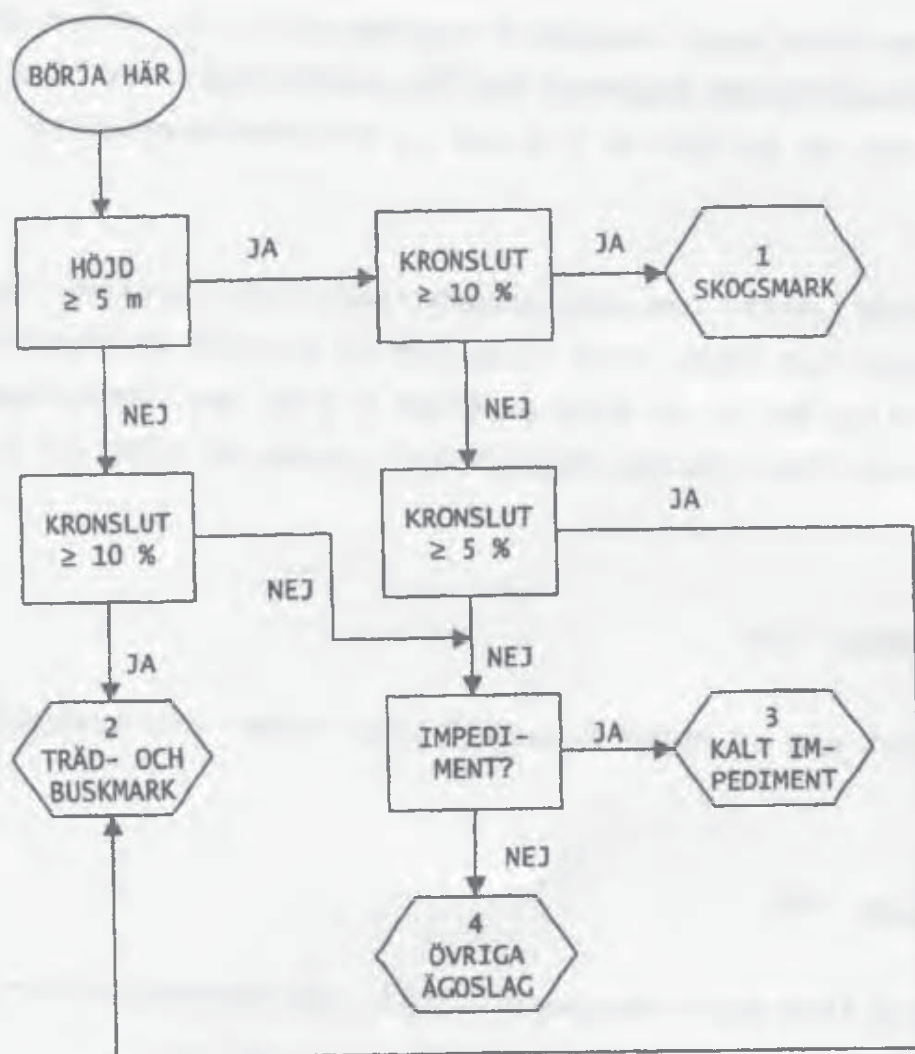 BÖRJA HÄR
HÖJD
≥ 5 m
JA
KRONSLUT
≥ 10 %
JA
1
SKOGSMARK
NEJ
NEJ
KRONSLUT
≥ 10 %
NEJ
KRONSLUT
≥ 5 %
JA
JA
NEJ
2
TRÄD- OCH
BUSKMARK
IMPEDI-
MENT?
JA
3
KALT IM-
PEDIMENT
NEJ
4
ÖVRIGA
ÄGOSLAG